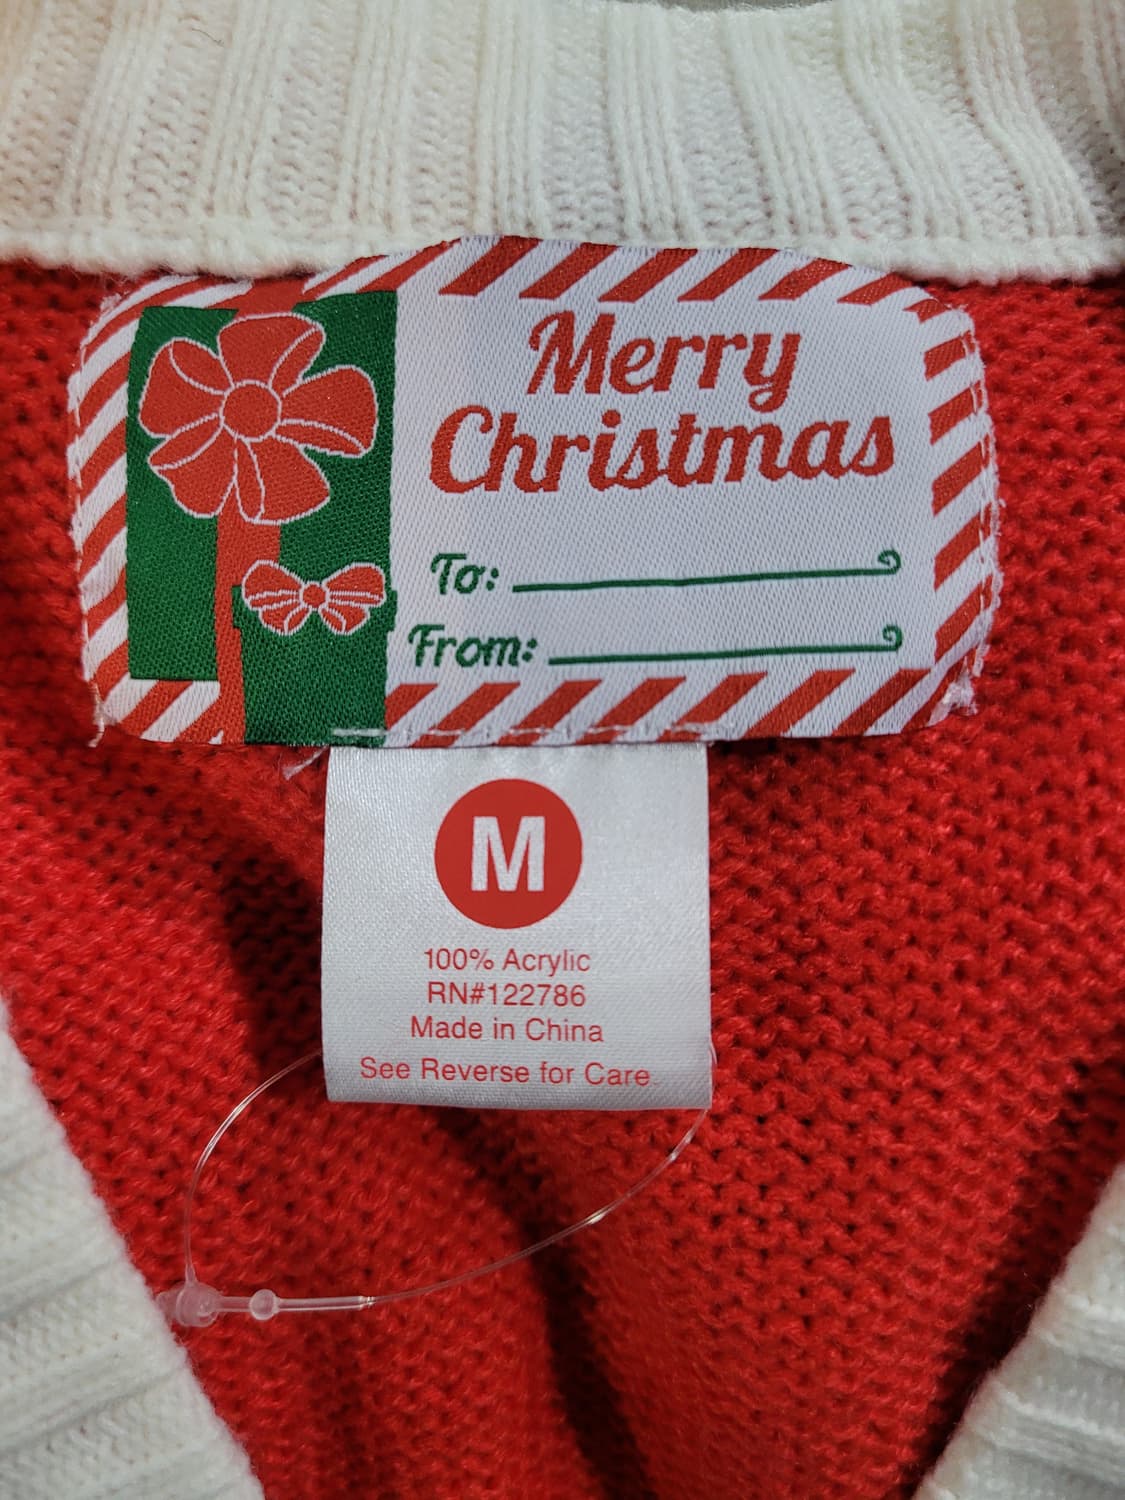 Merry
Christmas
To:
From:
M
100% Acrylic
RN#122786
Made in China
See Reverse for Care